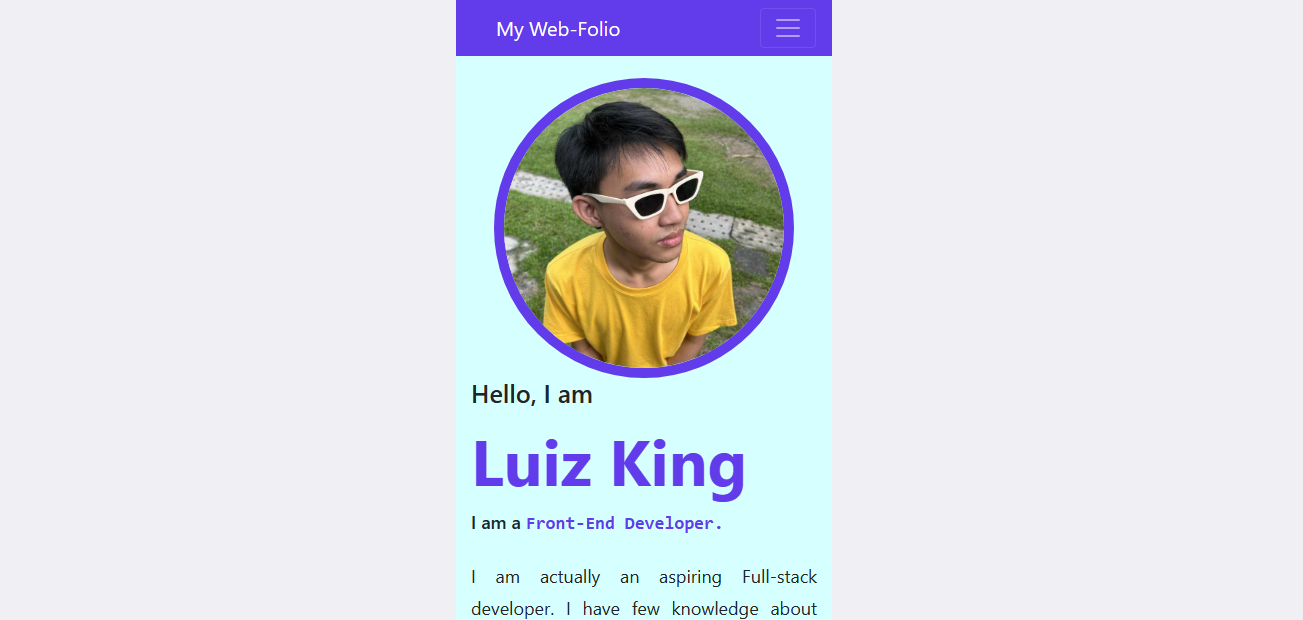 My Web-Folio
Hello, I am
Luiz King
I am a Front-End Developer.
I am actually an aspiring Full-stack
developer. I have few knowledge about